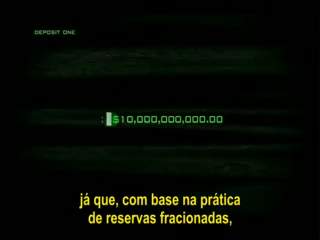 DEPOSIT ONE
$10,000,000,000.00
já que, com base na prática
de reservas fracionadas,